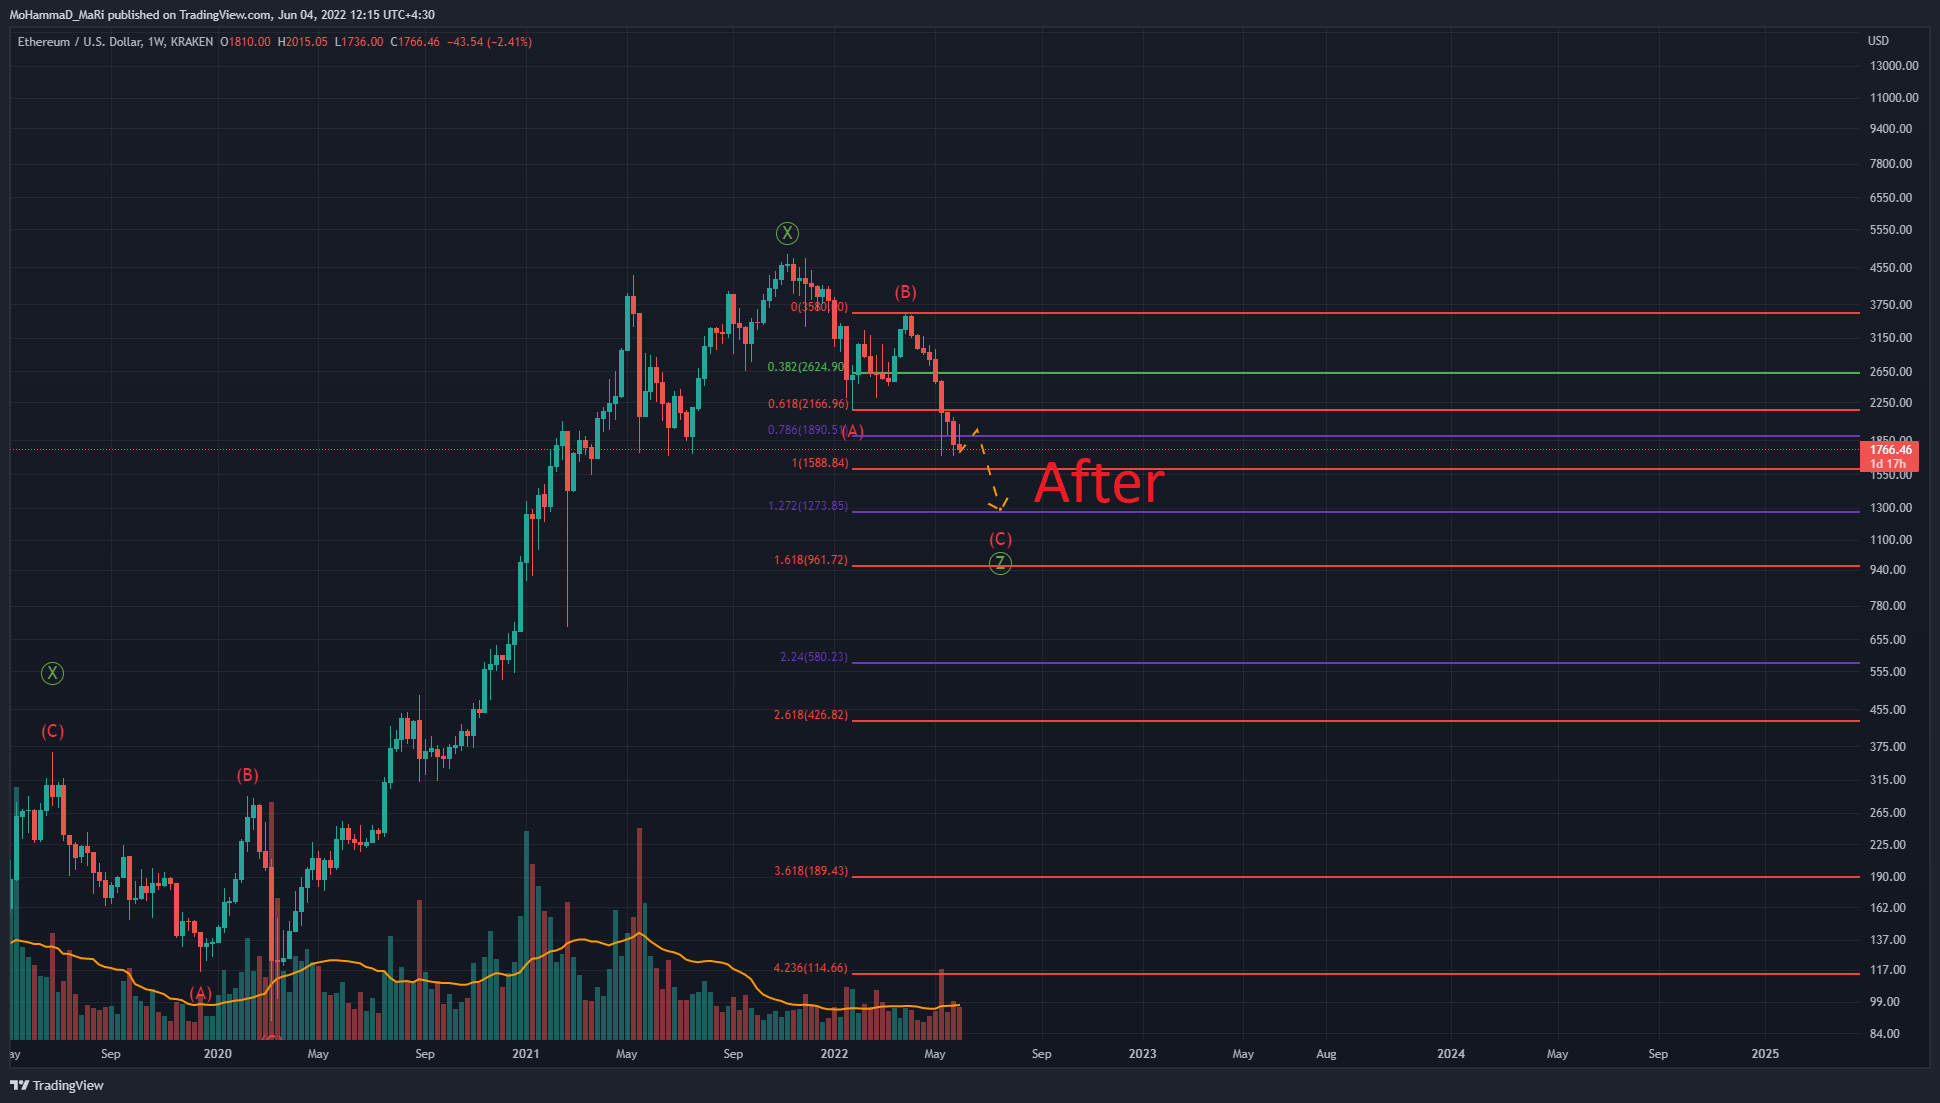 MoHammaD_MaRi published on TradingView.com, Jun 04, 2022 12:15 UTC+4:30
Ethereum / U.S. Dollar, 1W, KRAKEN O1810.00 H2015.05 L1736.00 C1766.46 −43.54 (−2.41%)
USD
13000.00
11000.00
9400.00
7800.00
6550.00
5550.00
4550.00
3750.00
3150.00
2650.00
2250.00
1850.00
1766.46
1d 17h
1550.00
1300.00
1100.00
940.00
780.00
655.00
555.00
455.00
375.00
315.00
265.00
225.00
190.00
162.00
137.00
117.00
99.00
84.00
X
(B)
0(3580.00)
0.382(2624.90)
0.618(2166.96)
0.786(1890.51)
(A)
1(1588.84)
After
1.272(1273.85)
(C)
Z
1.618(961.72)
2.24(580.23)
X
2.618(426.82)
(C)
(B)
3.618(189.43)
4.236(114.66)
(A)
Sep 2020 May Sep 2021 May Sep 2022 May Sep 2023 May Aug 2024 May Sep 2025
TradingView